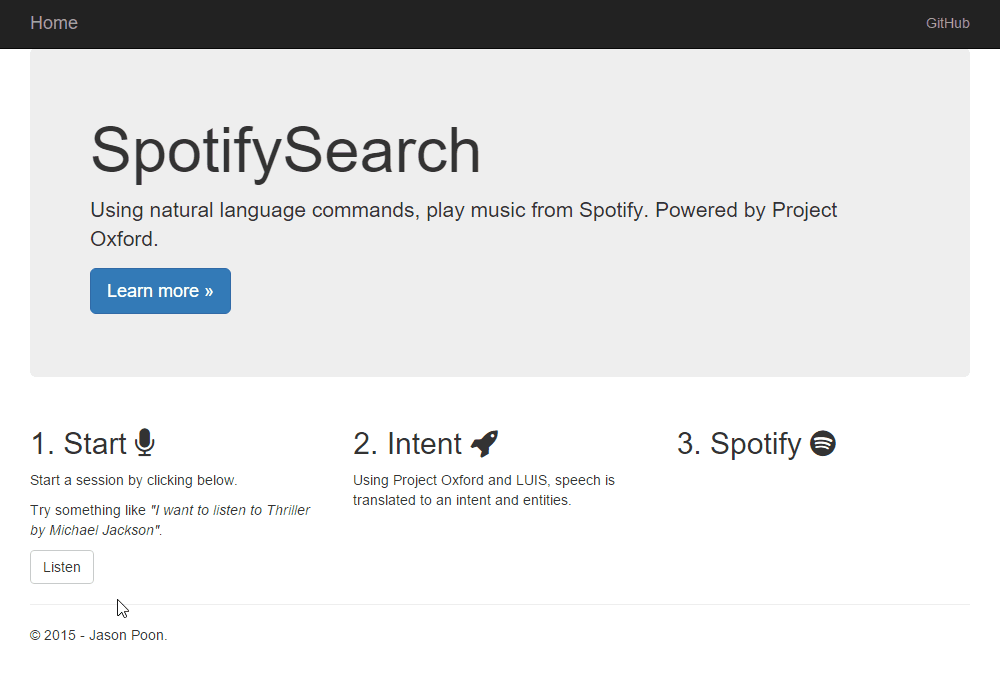 Home
GitHub
SpotifySearch
Using natural language commands, play music from Spotify. Powered by Project
Oxford.
Learn more »
1. Start
Start a session by clicking below.
Try something like "I want to listen to Thriller
by Michael Jackson".
Listen
2. Intent
Using Project Oxford and LUIS, speech is
translated to an intent and entities.
3. Spotify
© 2015 - Jason Poon.